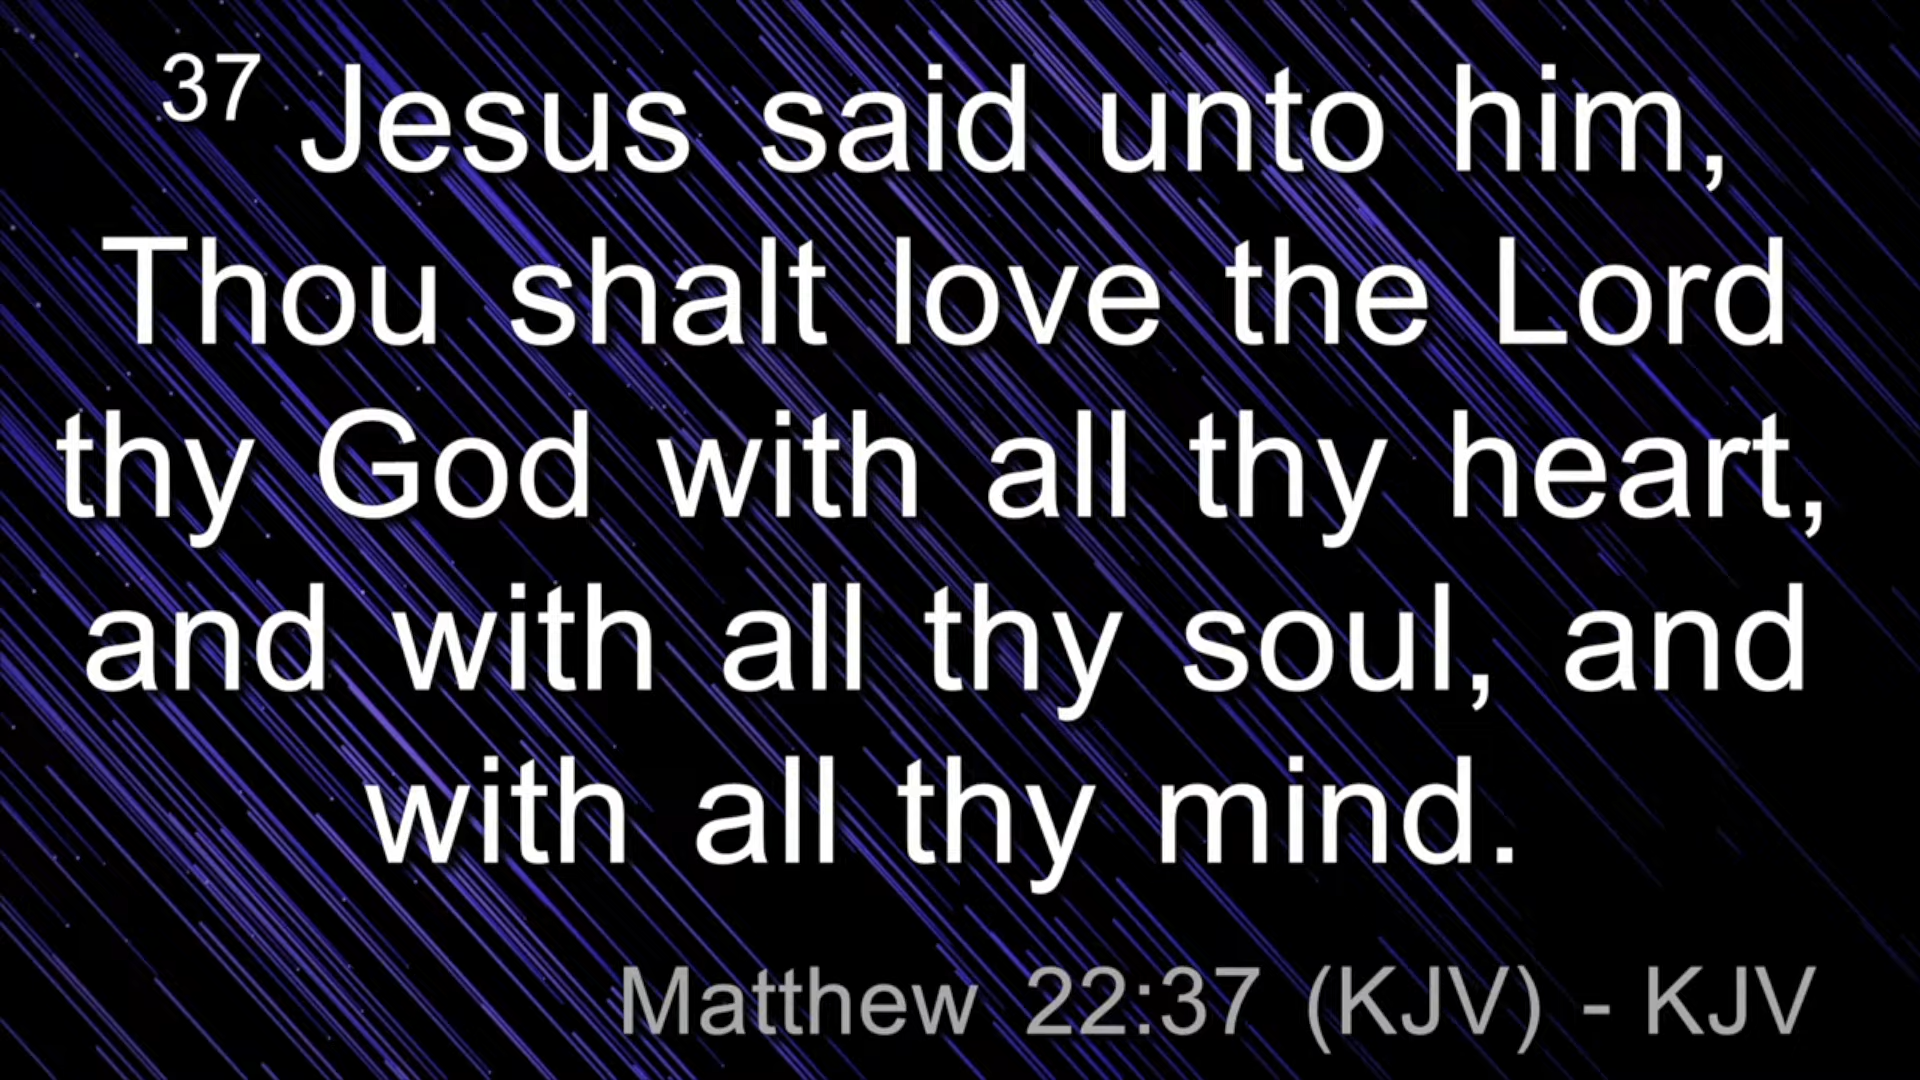 37 Jesus said unto him,
Thou shalt love the Lord
thy God with all thy heart,
and with all thy soul, and
with all thy mind.
Matthew 22:37 (KJV) - KJV